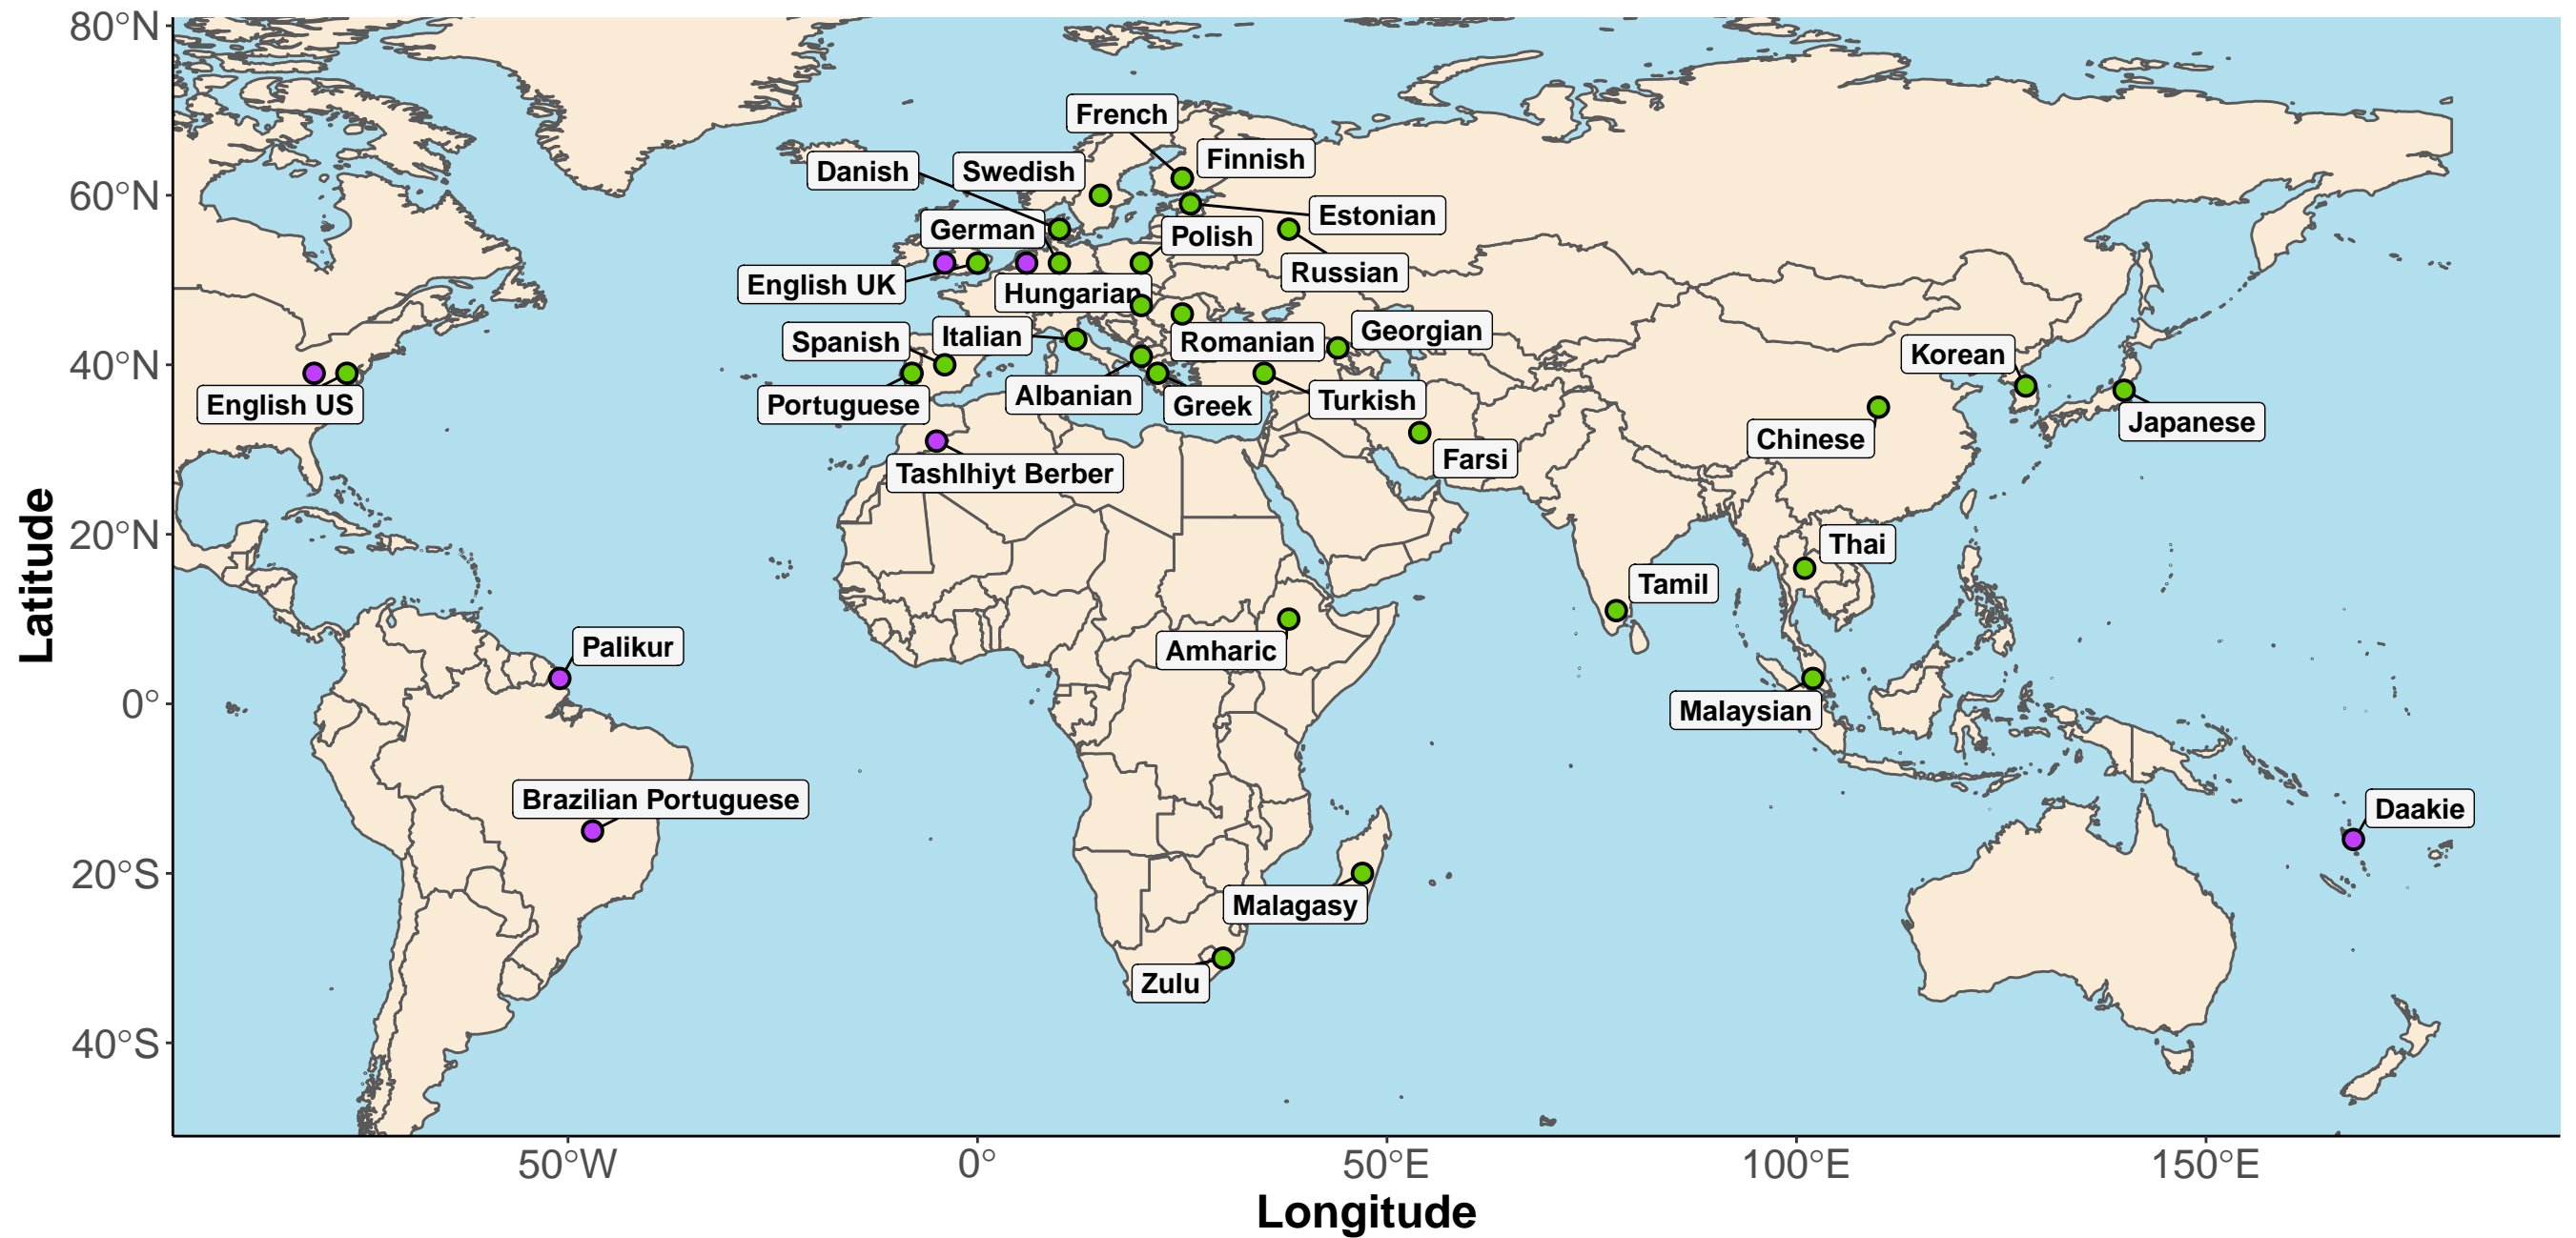 80°N
60°N
40°N
20°N
0°
20°S
40°S
Latitude
50°W
0°
50°E
100°E
150°E
Longitude
French
Finnish
Danish
Swedish
Estonian
German
Polish
Russian
English UK
Hungarian
Spanish
Italian
Romanian
Georgian
Korean
English US
Portuguese
Albanian
Greek
Turkish
Chinese
Japanese
Tashlhiyt Berber
Farsi
Thai
Tamil
Palikur
Amharic
Malaysian
Brazilian Portuguese
Daakie
Malagasy
Zulu